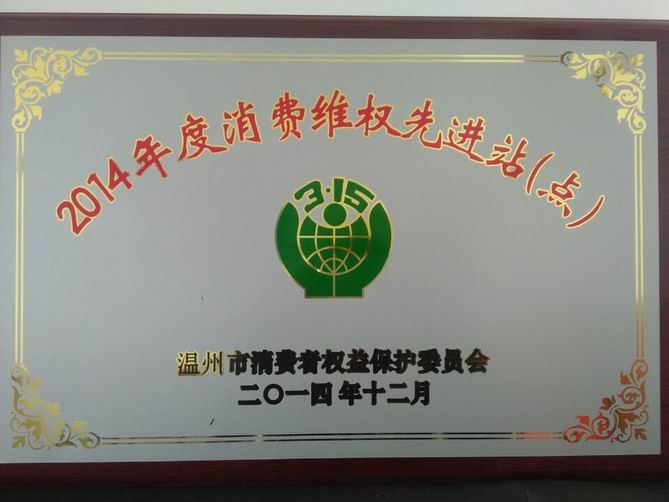 2014年度消费维权先进站(点)
3·15
温州市消费者权益保护委员会
二〇一四年十二月